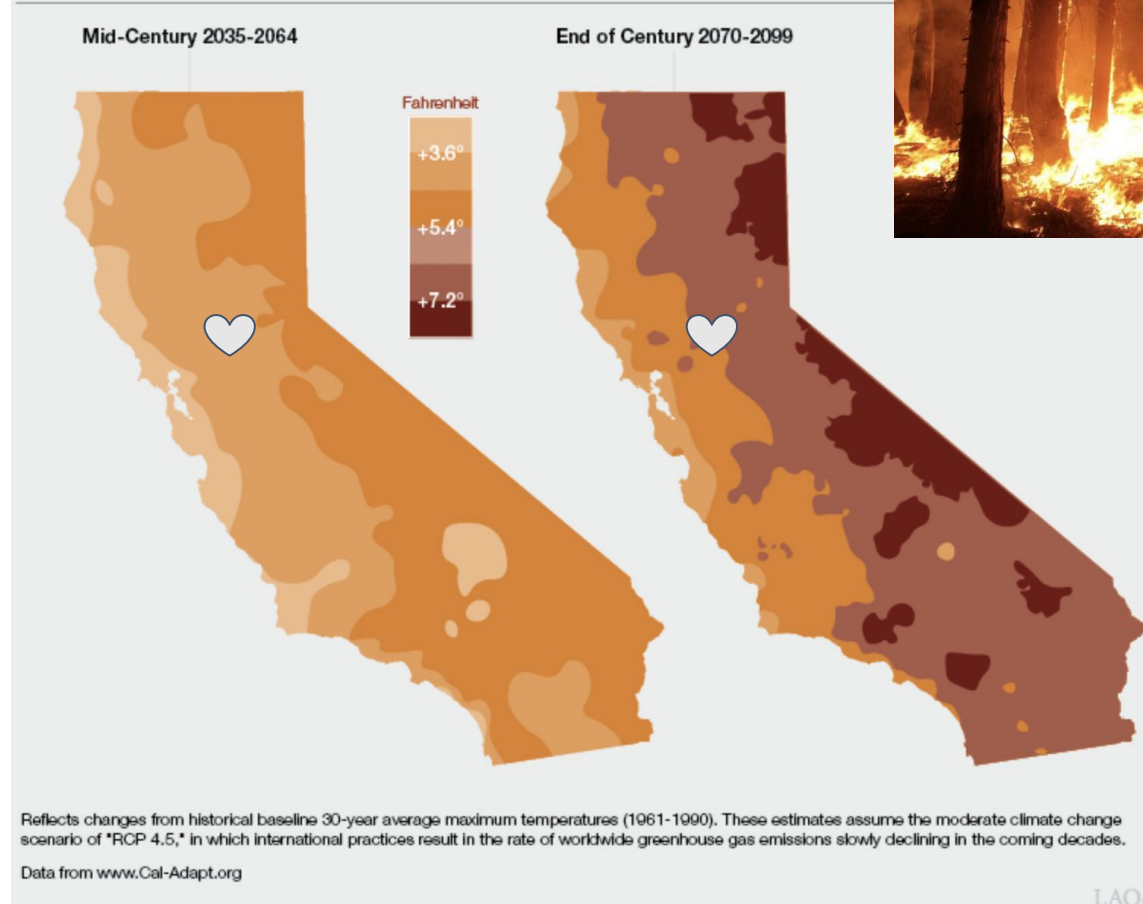 Mid-Century 2035-2064
End of Century 2070-2099
Fahrenheit
+3.6°
+5.4°
+7.2°
Reflects changes from historical baseline 30-year average maximum temperatures (1961-1990). These estimates assume the moderate climate change
scenario of "RCP 4.5," in which international practices result in the rate of worldwide greenhouse gas emissions slowly declining in the coming decades.
Data from www.Cal-Adapt.org
LAO